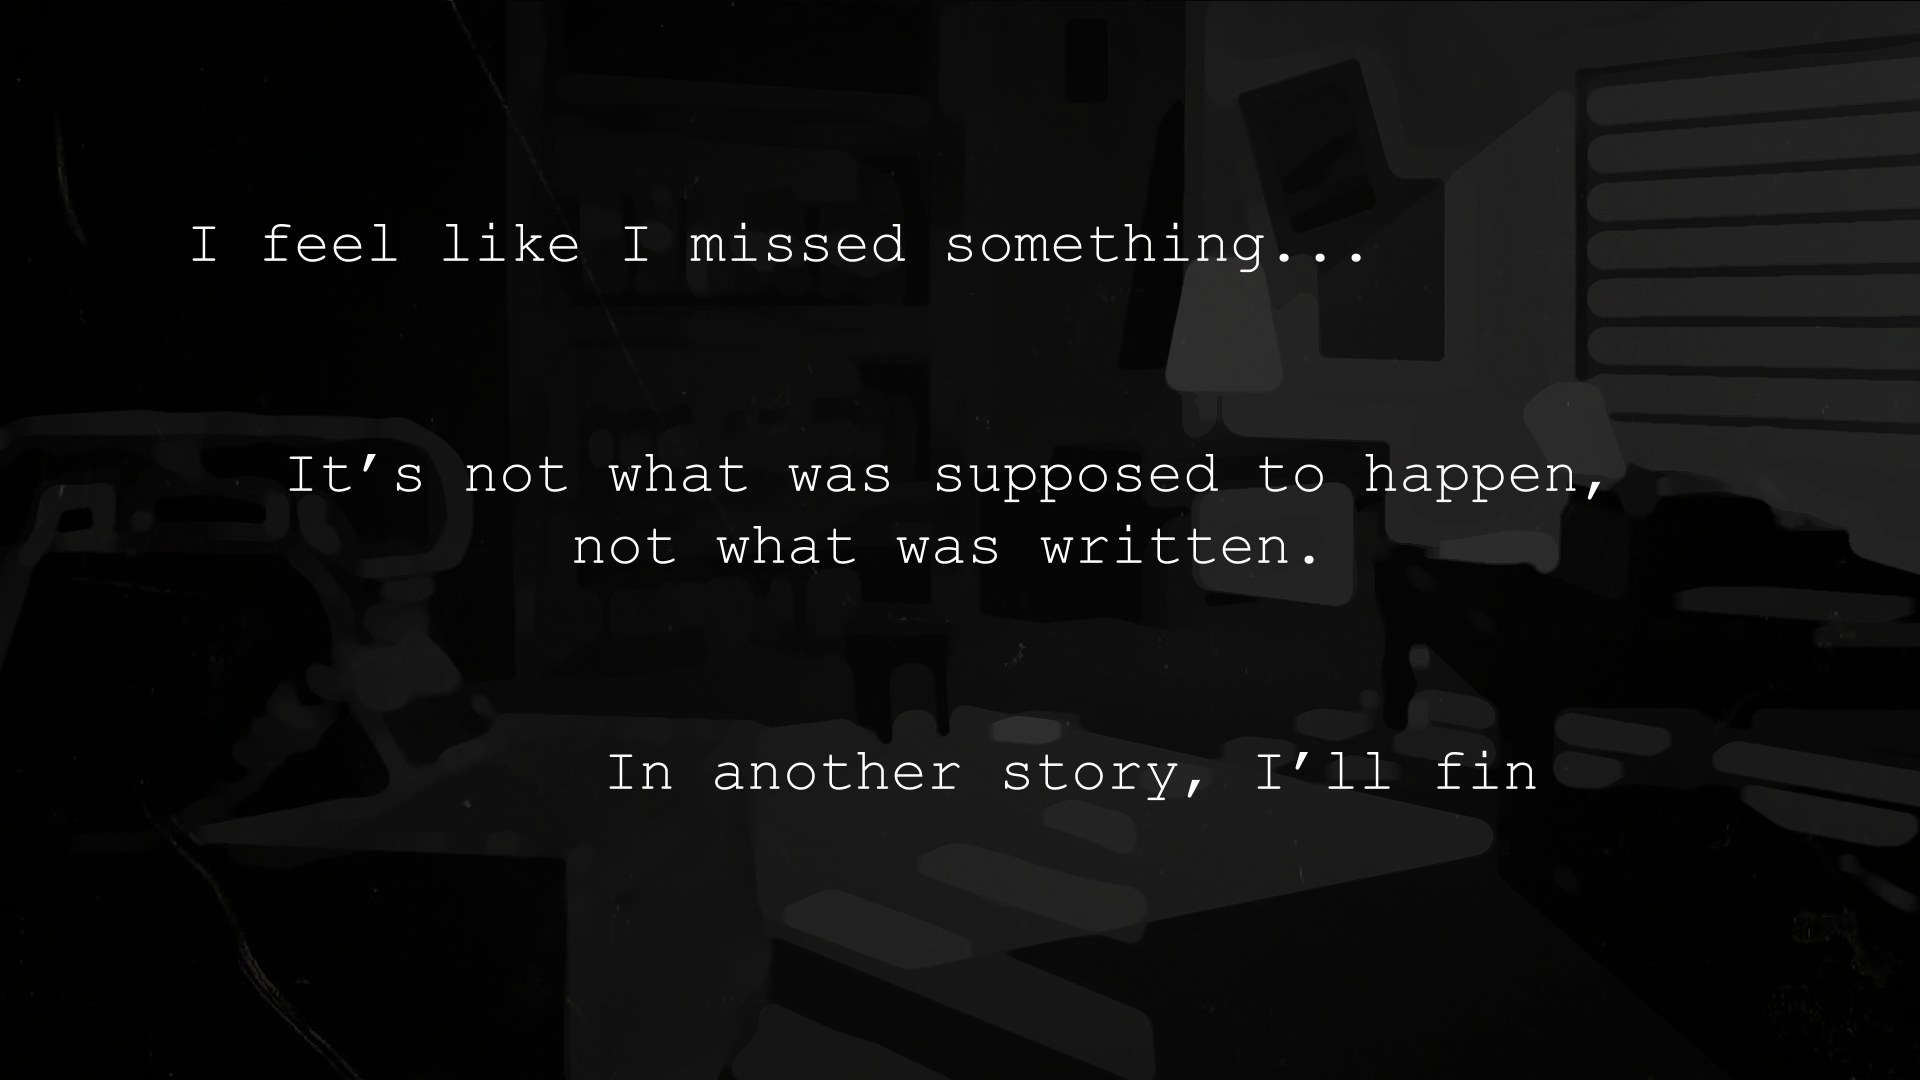 I feel like I missed something...
It’s not what was supposed to happen,
not what was written.
In another story, I’ll fin